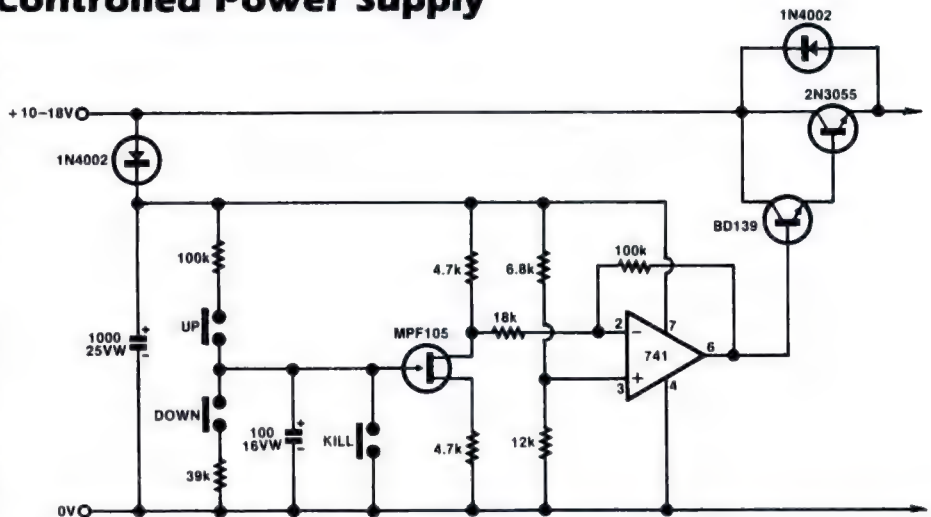 Controlled Power Supply
1N4002
2N3055
+ 10–18V
1N4002
BD139
100k
4.7k
6.8k
100k
UP
18k
1000
25VW
MPF105
2
7
741
6
3
4
DOWN
100
16VW
KILL
4.7k
12k
39k
0V